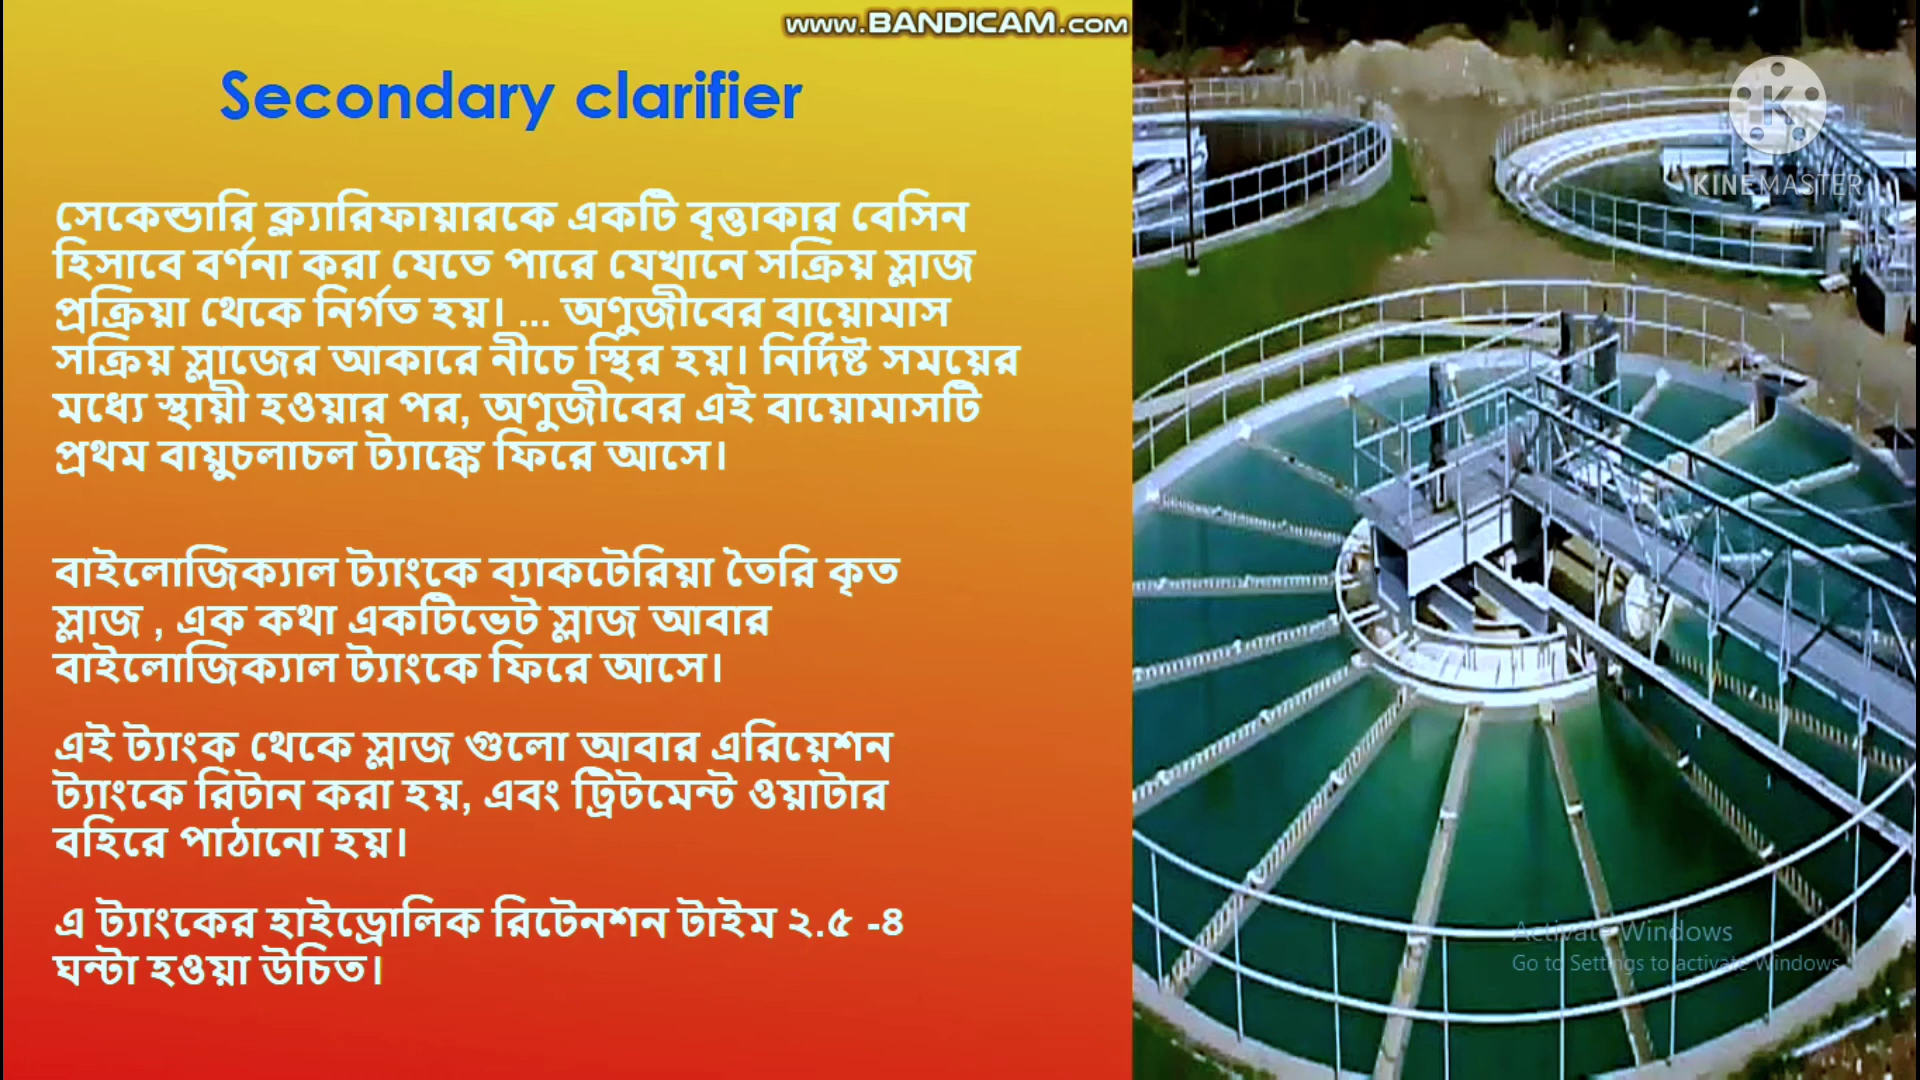 www.BANDICAM.com
Secondary clarifier
সেকেন্ডারি ক্ল্যারিফায়ারকে একটি বৃত্তাকার বেসিন
হিসাবে বর্ণনা করা যেতে পারে যেখানে সক্রিয় স্লাজ
প্রক্রিয়া থেকে নির্গত হয়। ... অণুজীবের বায়োমাস
সক্রিয় স্লাজের আকারে নীচে স্থির হয়। নির্দিষ্ট সময়ের
মধ্যে স্থায়ী হওয়ার পর, অণুজীবের এই বায়োমাসটি
প্রথম বায়ুচলাচল ট্যাঙ্কে ফিরে আসে।
বাইলোজিক্যাল ট্যাংকে ব্যাকটেরিয়া তৈরি কৃত
স্লাজ , এক কথা একটিভেট স্লাজ আবার
বাইলোজিক্যাল ট্যাংকে ফিরে আসে।
এই ট্যাংক থেকে স্লাজ গুলো আবার এরিয়েশন
ট্যাংকে রিটান করা হয়, এবং ট্রিটমেন্ট ওয়াটার
বহিরে পাঠানো হয়।
এ ট্যাংকের হাইড্রোলিক রিটেনশন টাইম ২.৫ -৪
ঘন্টা হওয়া উচিত।
K
KINEMASTER
Activate Windows
Go to Settings to activate Windows.